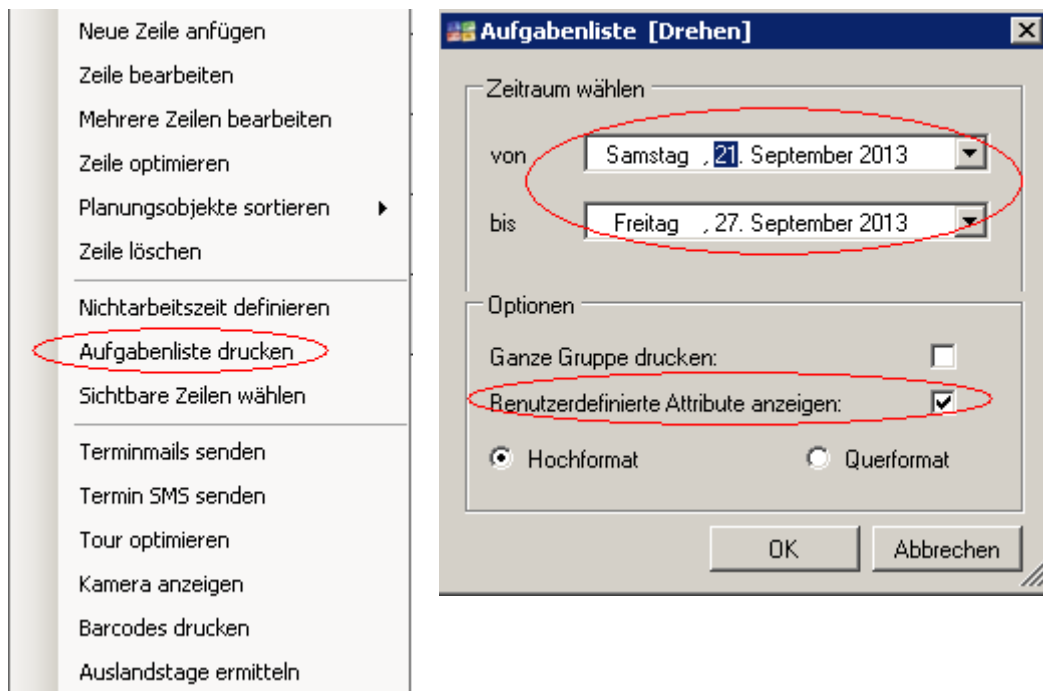 Neue Zeile anfügen
Zeile bearbeiten
Mehrere Zeilen bearbeiten
Zeile optimieren
Planungsobjekte sortieren
Zeile löschen
Nichtarbeitszeit definieren
Aufgabenliste drucken
Sichtbare Zeilen wählen
Terminmails senden
Termin SMS senden
Tour optimieren
Kamera anzeigen
Barcodes drucken
Auslandstage ermitteln
Aufgabenliste [Drehen]
Zeitraum wählen
von Samstag , 21. September 2013
bis Freitag , 27. September 2013
Optionen
Ganze Gruppe drucken:
Benutzerdefinierte Attribute anzeigen:
Hochformat Querformat
OK Abbrechen